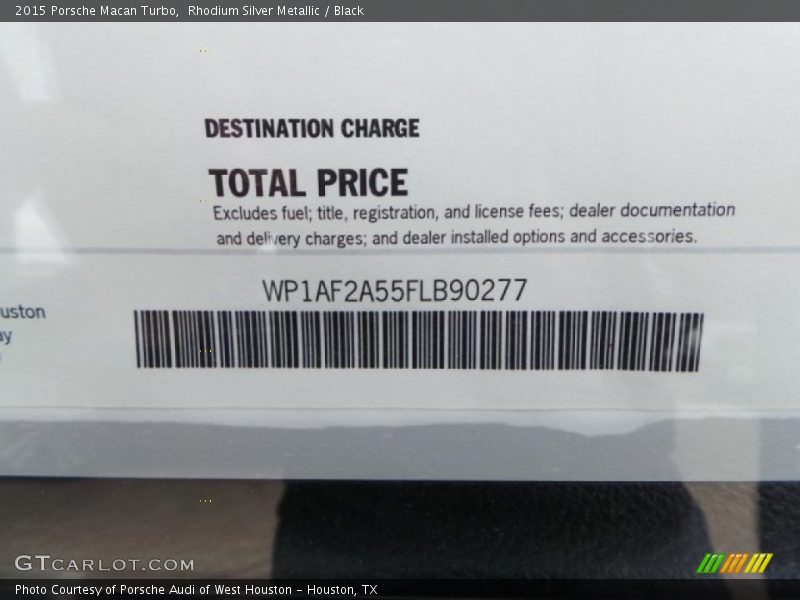 2015 Porsche Macan Turbo, Rhodium Silver Metallic / Black
DESTINATION CHARGE
TOTAL PRICE
Excludes fuel; title, registration, and license fees; dealer documentation
and delivery charges; and dealer installed options and accessories.
WP1AF2A55FLB90277
uston
ay
GTCARLOT.COM
Photo Courtesy of Porsche Audi of West Houston – Houston, TX